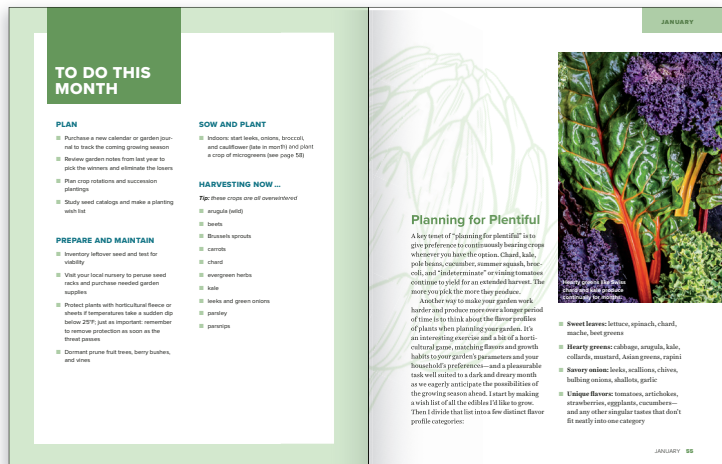 TO DO THIS
MONTH
PLAN
Purchase a new calendar or garden jour-
nal to track the coming growing season
Review garden notes from last year to
pick the winners and eliminate the losers
Plan crop rotations and succession
plantings
Study seed catalogs and make a planting
wish list
PREPARE AND MAINTAIN
Inventory leftover seed and test for
viability
Visit your local nursery to peruse seed
racks and purchase needed garden
supplies
Protect plants with horticultural fleece or
sheets if temperatures take a sudden dip
below 25°F; just as important: remember
to remove protection as soon as the
threat passes
Dormant prune fruit trees, berry bushes,
and vines
SOW AND PLANT
Indoors: start leeks, onions, broccoli,
and cauliflower (late in month) and plant
a crop of microgreens (see page 58)
HARVESTING NOW ...
Tip: these crops are all overwintered
arugula (wild)
beets
Brussels sprouts
carrots
chard
evergreen herbs
kale
leeks and green onions
parsley
parsnips
JANUARY
Planning for Plentiful
A key tenet of “planning for plentiful” is to
give preference to continuously bearing crops
whenever you have the option. Chard, kale,
pole beans, cucumber, summer squash, broc-
coli, and “indeterminate” or vining tomatoes
continue to yield for an extended harvest. The
more you pick the more they produce.
Another way to make your garden work
harder and produce more over a longer period
of time is to think about the flavor profiles
of plants when planning your garden. It’s
an interesting exercise and a bit of a horti-
cultural game, matching flavors and growth
habits to your garden’s parameters and your
household’s preferences—and a pleasurable
task well suited to a dark and dreary month
as we eagerly anticipate the possibilities of
the growing season ahead. I start by making
a wish list of all the edibles I’d like to grow.
Then I divide that list into a few distinct flavor
profile categories:
Hearty greens like Swiss
chard and kale produce
continually for months.
Sweet leaves: lettuce, spinach, chard,
mache, beet greens
Hearty greens: cabbage, arugula, kale,
collards, mustard, Asian greens, rapini
Savory onion: leeks, scallions, chives,
bulbing onions, shallots, garlic
Unique flavors: tomatoes, artichokes,
strawberries, eggplants, cucumbers—
and any other singular tastes that don’t
fit neatly into one category
JANUARY 55